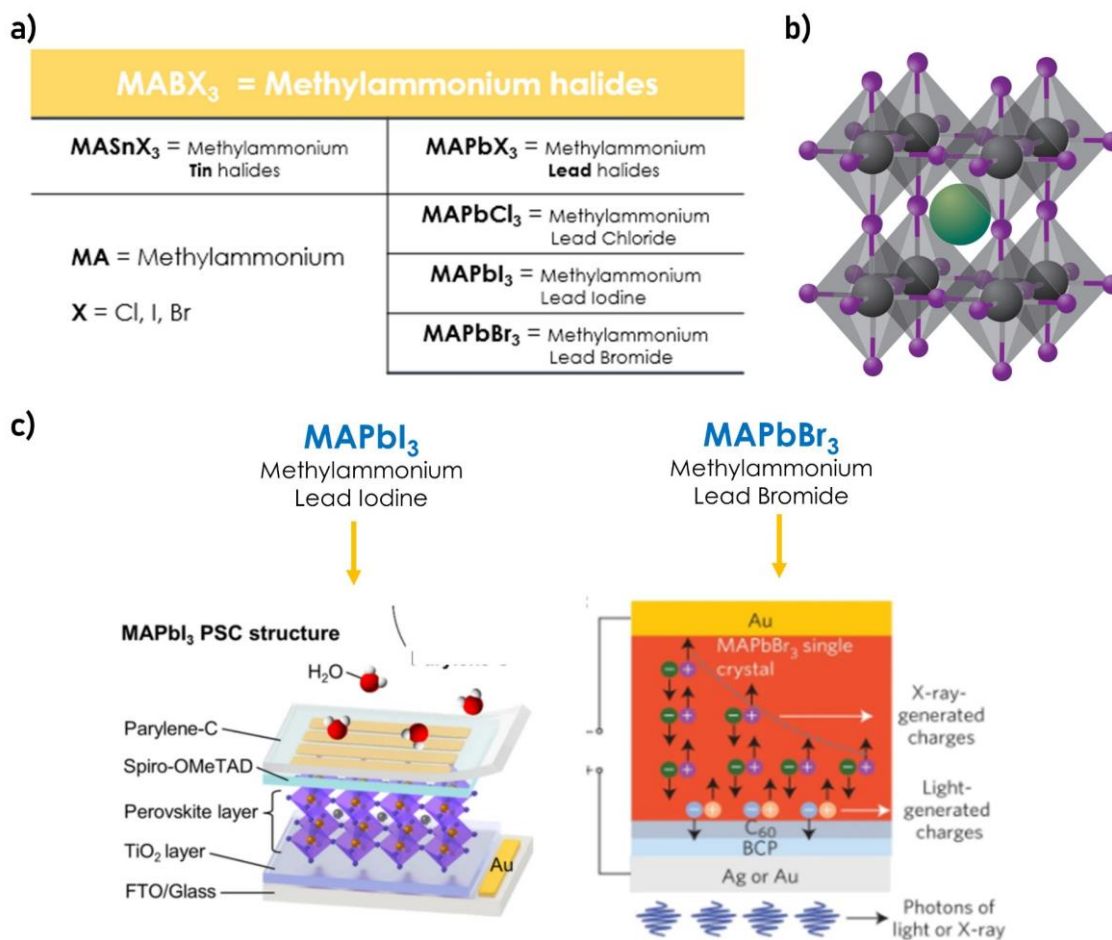 a)
MABX₃ = Methylammonium halides
MASnX₃ = Methylammonium
Tin halides
MAPbX₃ = Methylammonium
Lead halides
MA = Methylammonium
X = Cl, I, Br
MAPbCl₃ = Methylammonium
Lead Chloride
MAPbI₃ = Methylammonium
Lead Iodine
MAPbBr₃ = Methylammonium
Lead Bromide
b)
c)
MAPbI₃
Methylammonium
Lead Iodine
MAPbI₃ PSC structure
H₂O
Parylene-C
Spiro-OMeTAD
Perovskite layer
TiO₂ layer
FTO/Glass
Au
MAPbBr₃
Methylammonium
Lead Bromide
Au
MAPbBr₃ single
crystal
X-ray-
generated
charges
Light-
generated
charges
C₆₀
BCP
Ag or Au
Photons of
light or X-ray